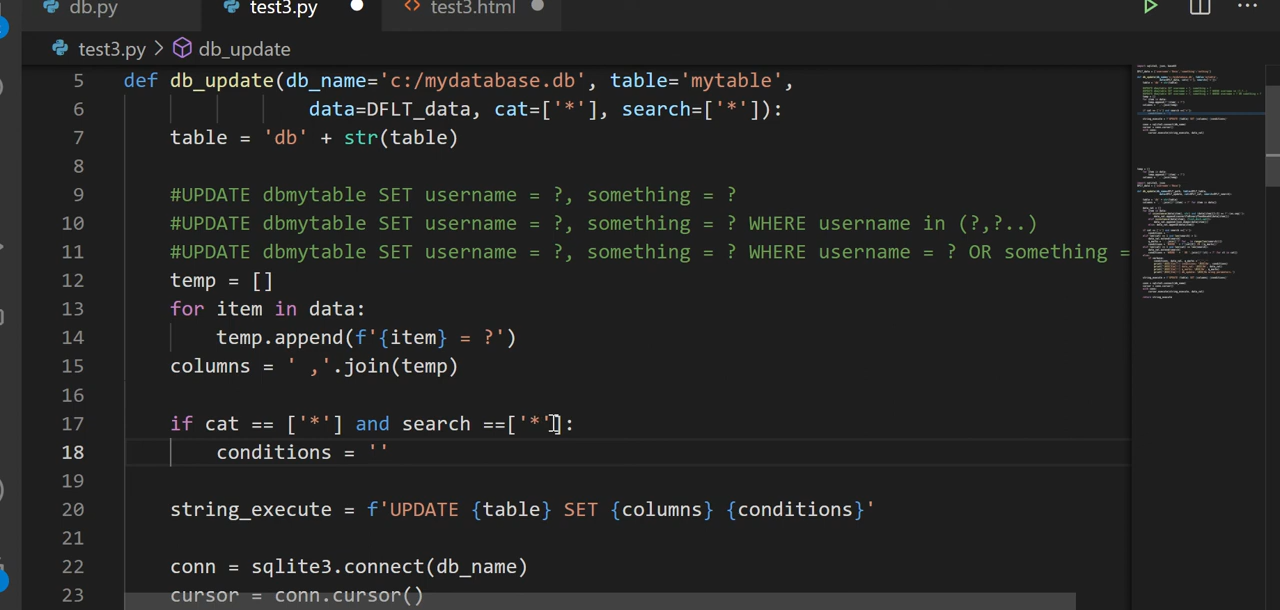 db.py test3.py test3.html
test3.py > db_update
5 def db_update(db_name='c:/mydatabase.db', table='mytable',
6 data=DFLT_data, cat=['*'], search=['*']):
7 table = 'db' + str(table)
8
9 #UPDATE dbmytable SET username = ?, something = ?
10 #UPDATE dbmytable SET username = ?, something = ? WHERE username in (?,?..)
11 #UPDATE dbmytable SET username = ?, something = ? WHERE username = ? OR something =
12 temp = []
13 for item in data:
14 temp.append(f'{item} = ?')
15 columns = ' ,'.join(temp)
16
17 if cat == ['*'] and search ==['*']:
18 conditions = ''
19
20 string_execute = f'UPDATE {table} SET {columns} {conditions}'
21
22 conn = sqlite3.connect(db_name)
23 cursor = conn.cursor()